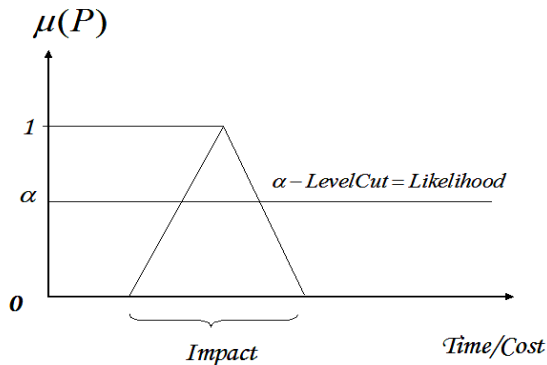 μ(P)
1
α – LevelCut = Likelihood
α
0
Time/Cost
Impact